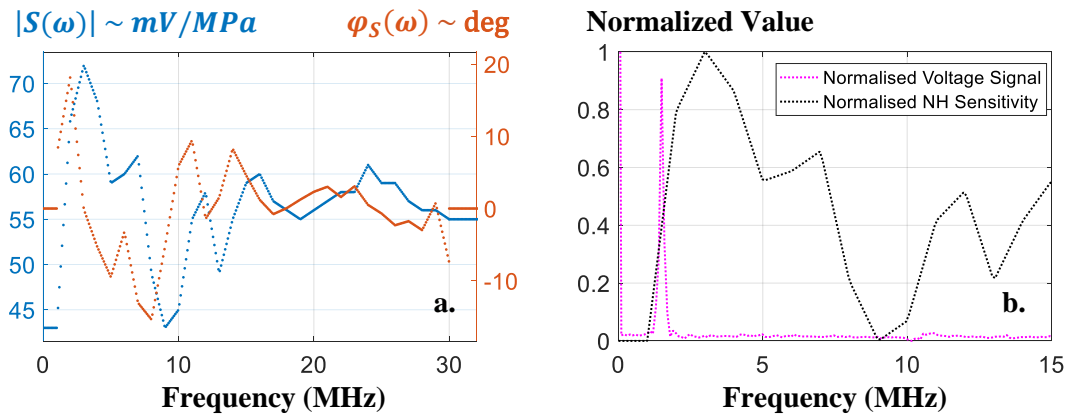 |S(ω)| ~ mV/MPa
φ_S(ω) ~ deg
Normalized Value
70
65
60
55
50
45
20
10
0
-10
0
10
20
30
a.
Frequency (MHz)
1
0.8
0.6
0.4
0.2
0
Normalised Voltage Signal
Normalised NH Sensitivity
b.
0
5
10
15
Frequency (MHz)